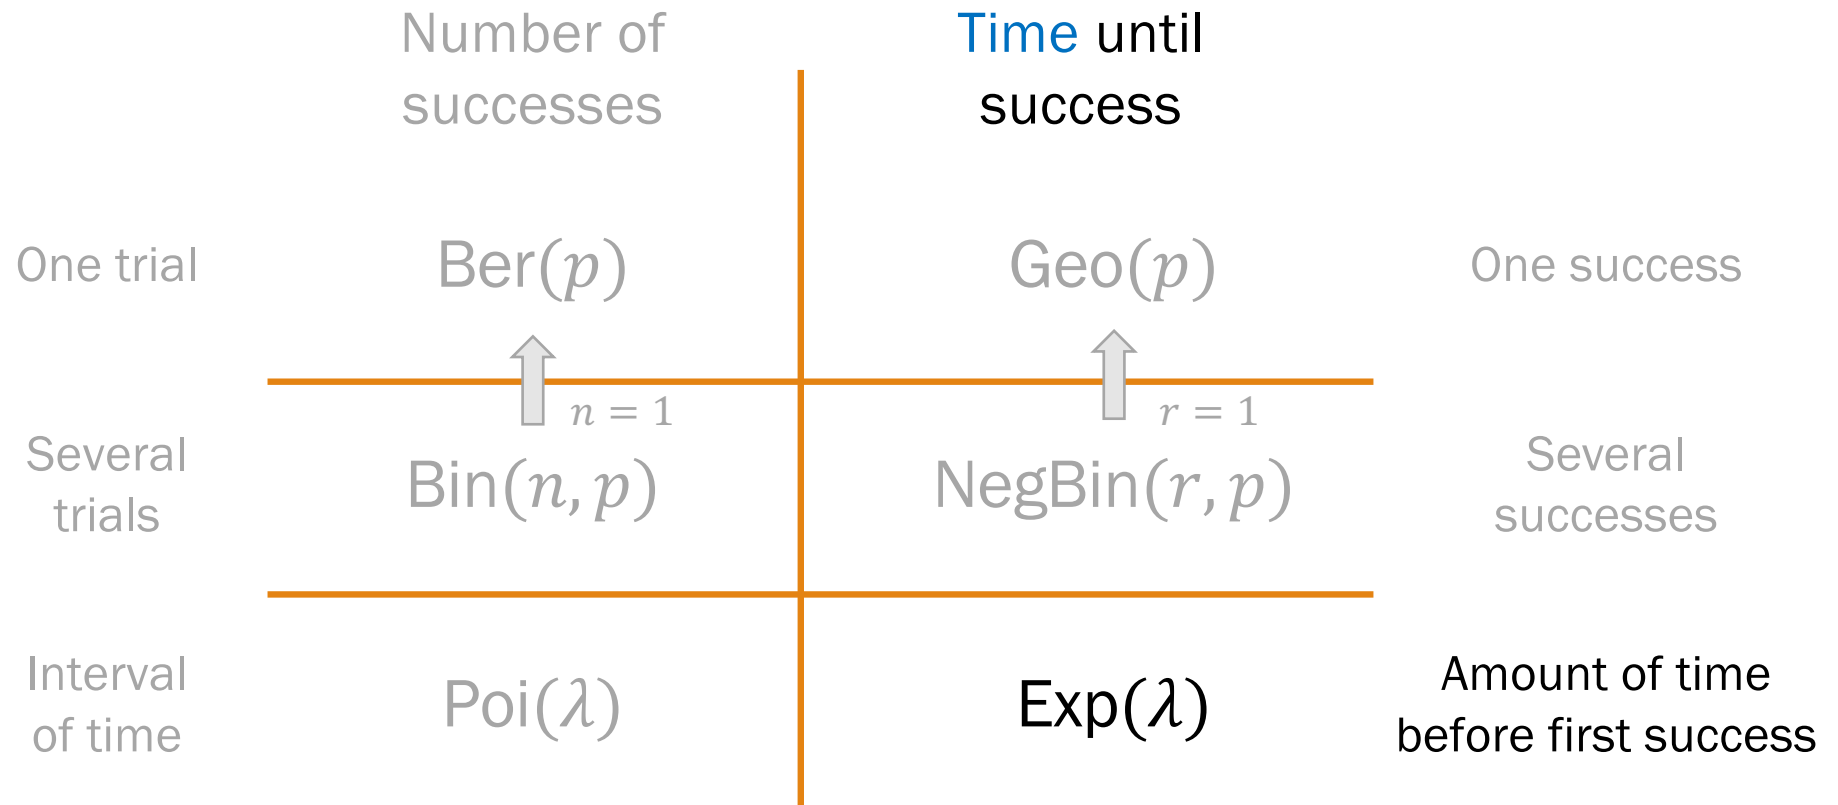 Number of
successes
Time until
success
One trial
Ber(p)
Geo(p)
One success
n = 1
r = 1
Several
trials
Bin(n, p)
NegBin(r, p)
Several
successes
Interval
of time
Poi(λ)
Exp(λ)
Amount of time
before first success